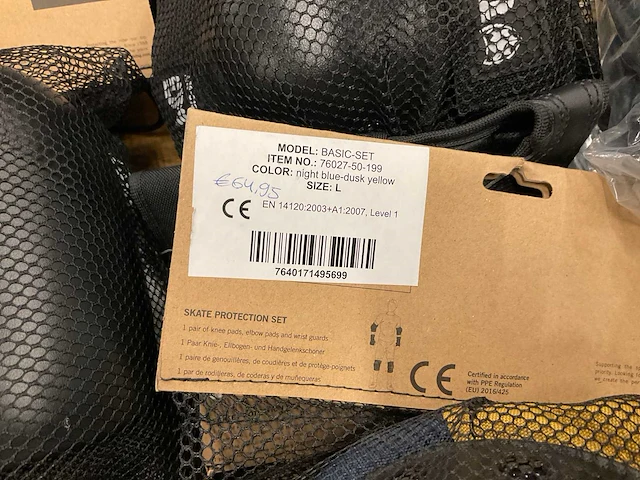 MODEL: BASIC-SET
ITEM NO.: 76027-50-199
COLOR: night blue-dusk yellow
SIZE: L
€64,95
CE EN 14120:2003+A1:2007, Level 1
7640171495699
SKATE PROTECTION SET
1 pair of knee pads, elbow pads and wrist guards
1 Paar Knie-, Ellbogen- und Handgelenkschoner
1 paire de genouillères, de coudières et de protège-poignets
1 par de rodilleras, de coderas y de muñequeras
CE
Certified in accordance
with PPE Regulation
(EU) 2016/425